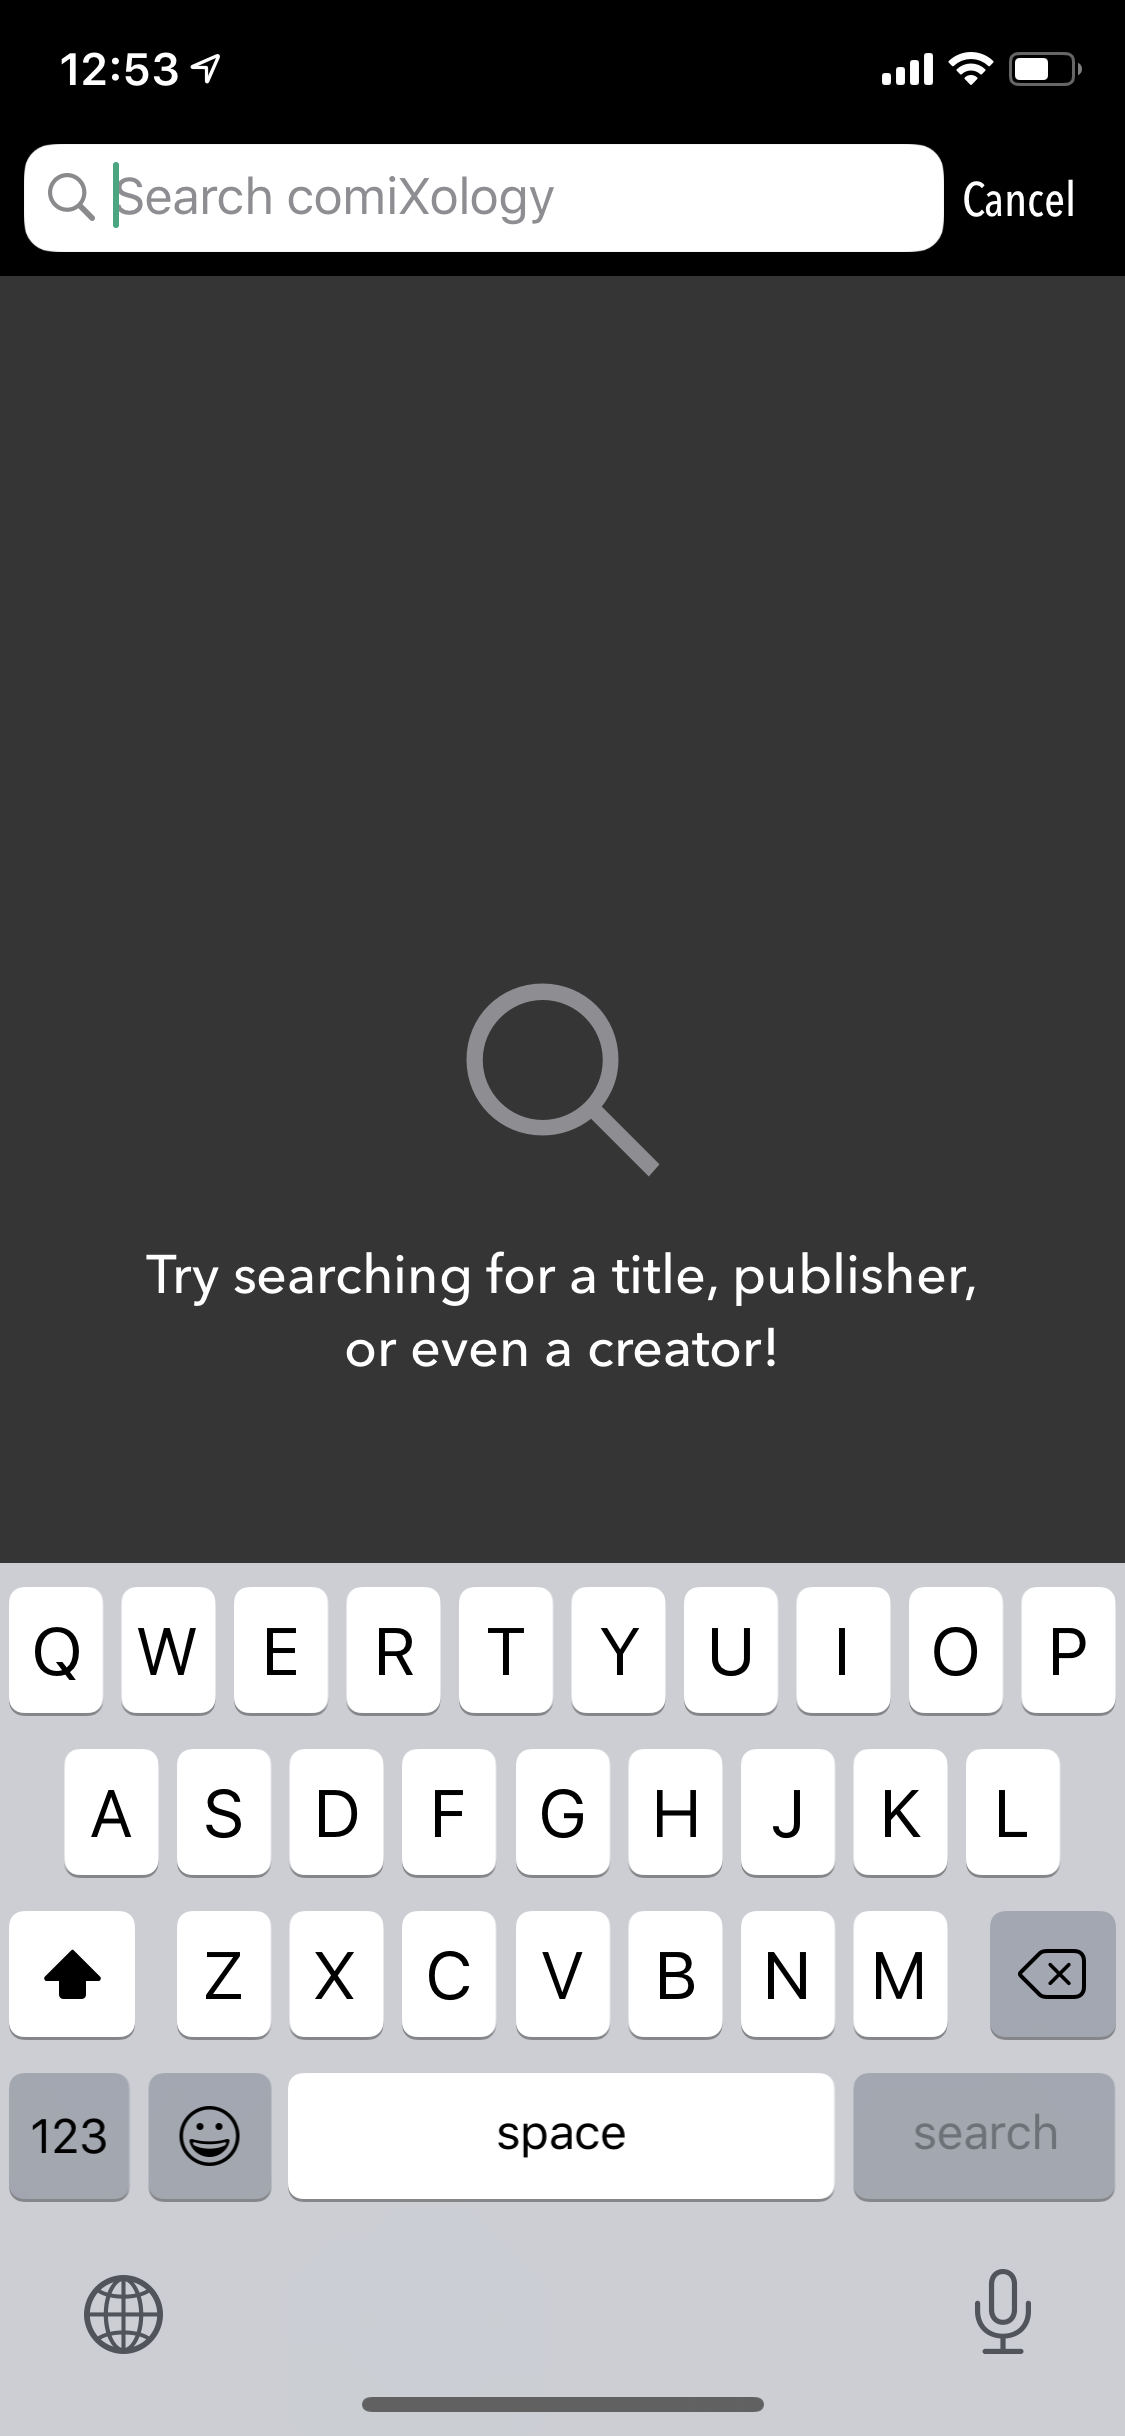 12:53
Search comiXology
Cancel
Try searching for a title, publisher,
or even a creator!
Q W E R T Y U I O P
A S D F G H J K L
Z X C V B N M
123 space search